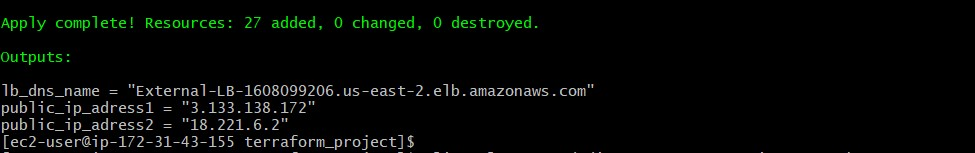 Apply complete! Resources: 27 added, 0 changed, 0 destroyed.
Outputs:
lb_dns_name = "External-LB-1608099206.us-east-2.elb.amazonaws.com"
public_ip_adress1 = "3.133.138.172"
public_ip_adress2 = "18.221.6.2"
[ec2-user@ip-172-31-43-155 terraform_project]$